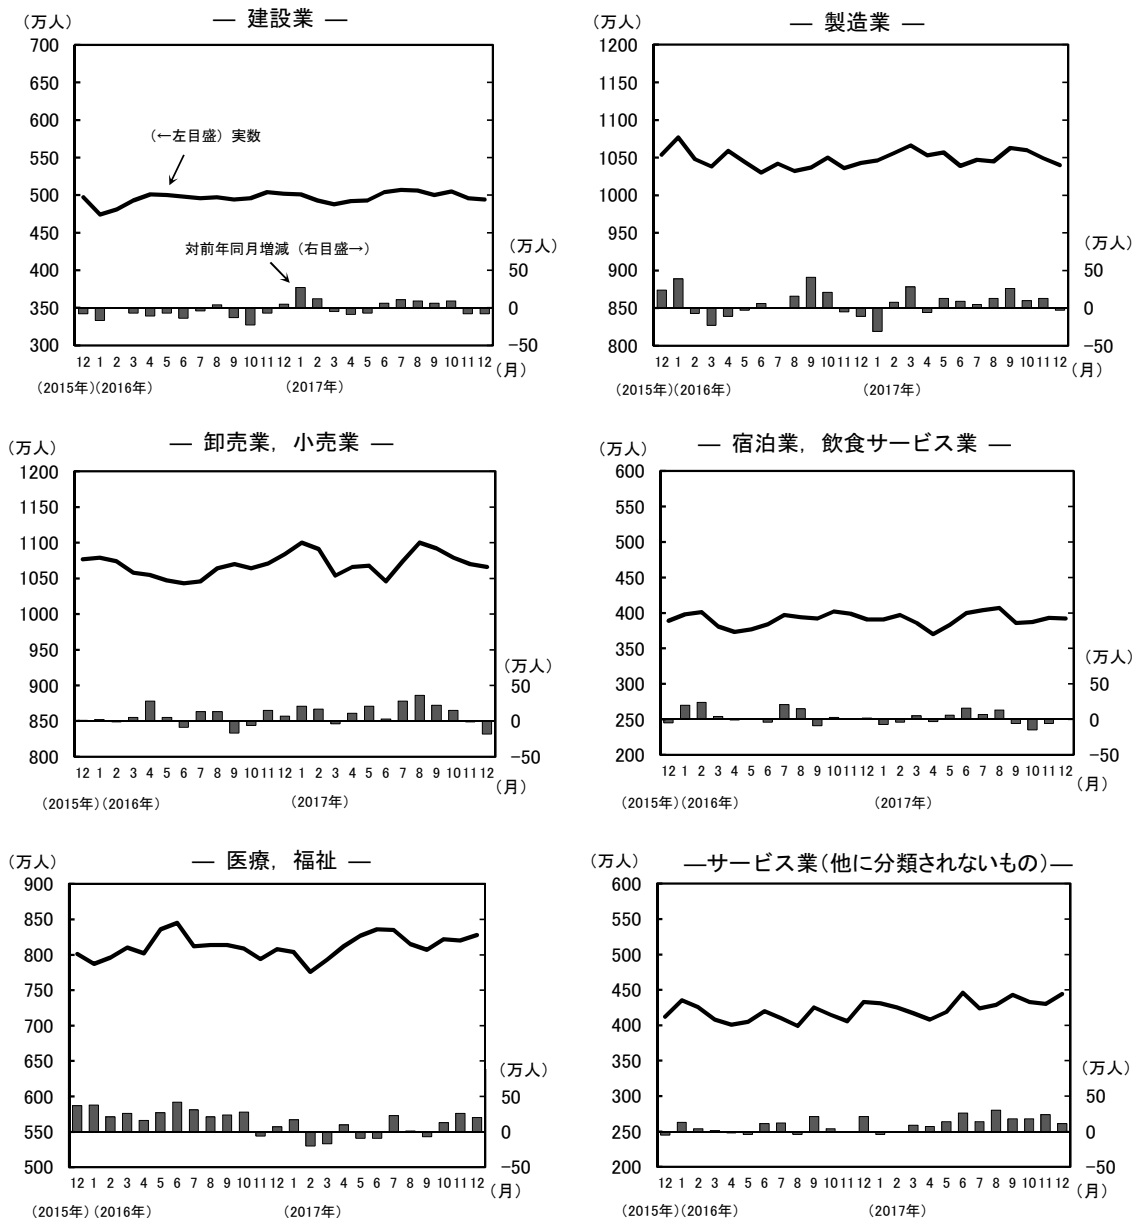 — 建設業 —
（万人）
700
650
600
550
500
450
400
350
300
（←左目盛）実数
対前年同月増減（右目盛→）
（万人）
50
0
−50
12 1 2 3 4 5 6 7 8 9 10 11 12 1 2 3 4 5 6 7 8 9 10 11 12
（月）
（2015年）（2016年）（2017年）
— 製造業 —
（万人）
1200
1150
1100
1050
1000
950
900
850
800
（万人）
50
0
−50
12 1 2 3 4 5 6 7 8 9 10 11 12 1 2 3 4 5 6 7 8 9 10 11 12
（月）
（2015年）（2016年）（2017年）
— 卸売業，小売業 —
（万人）
1200
1150
1100
1050
1000
950
900
850
800
（万人）
50
0
−50
12 1 2 3 4 5 6 7 8 9 10 11 12 1 2 3 4 5 6 7 8 9 10 11 12
（月）
（2015年）（2016年）（2017年）
— 宿泊業，飲食サービス業 —
（万人）
600
550
500
450
400
350
300
250
200
（万人）
50
0
−50
12 1 2 3 4 5 6 7 8 9 10 11 12 1 2 3 4 5 6 7 8 9 10 11 12
（月）
（2015年）（2016年）（2017年）
— 医療，福祉 —
（万人）
900
850
800
750
700
650
600
550
500
（万人）
50
0
−50
12 1 2 3 4 5 6 7 8 9 10 11 12 1 2 3 4 5 6 7 8 9 10 11 12
（月）
（2015年）（2016年）（2017年）
—サービス業（他に分類されないもの）—
（万人）
600
550
500
450
400
350
300
250
200
（万人）
50
0
−50
12 1 2 3 4 5 6 7 8 9 10 11 12 1 2 3 4 5 6 7 8 9 10 11 12
（月）
（2015年）（2016年）（2017年）